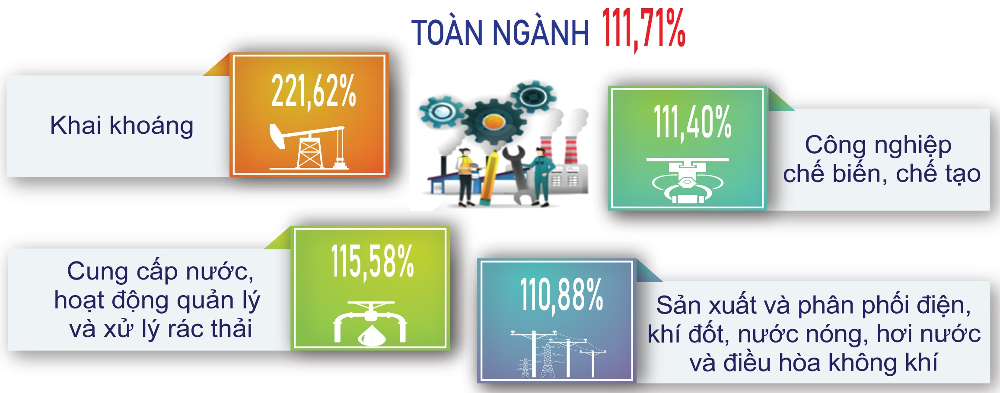 TOÀN NGÀNH 111,71%
221,62%
Khai khoáng
111,40%
Công nghiệp
chế biến, chế tạo
115,58%
Cung cấp nước,
hoạt động quản lý
và xử lý rác thải
110,88%
Sản xuất và phân phối điện,
khí đốt, nước nóng, hơi nước
và điều hòa không khí